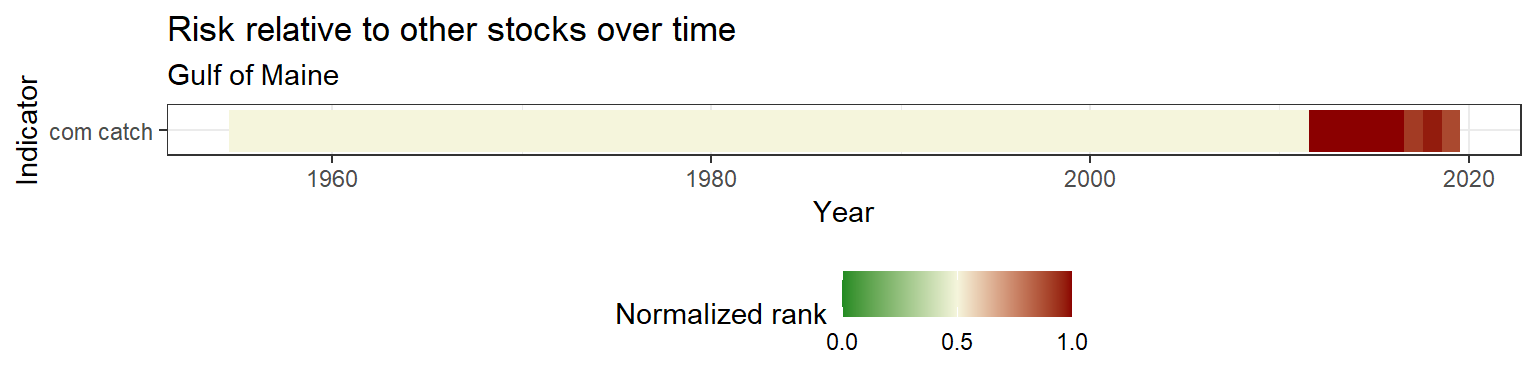 Risk relative to other stocks over time
Gulf of Maine
Indicator
com catch
1960 1980 2000 2020
Year
Normalized rank
0.0 0.5 1.0